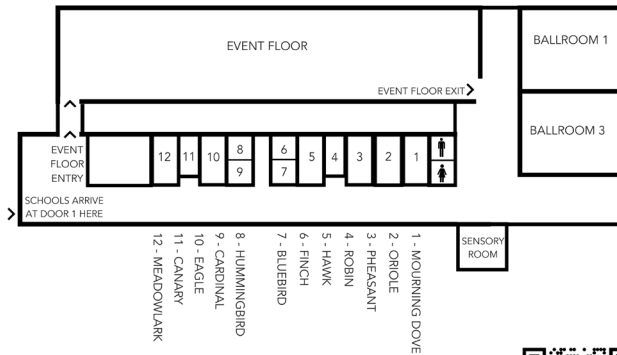 EVENT FLOOR
BALLROOM 1
EVENT FLOOR EXIT
BALLROOM 3
EVENT
FLOOR
ENTRY
12
11
10
8
9
6
7
5
4
3
2
1
SCHOOLS ARRIVE
AT DOOR 1 HERE
SENSORY
ROOM
12 - MEADOWLARK
11 - CANARY
10 - EAGLE
9 - CARDINAL
8 - HUMMINGBIRD
7 - BLUEBIRD
6 - FINCH
5 - HAWK
4 - ROBIN
3 - PHEASANT
2 - ORIOLE
1 - MOURNING DOVE